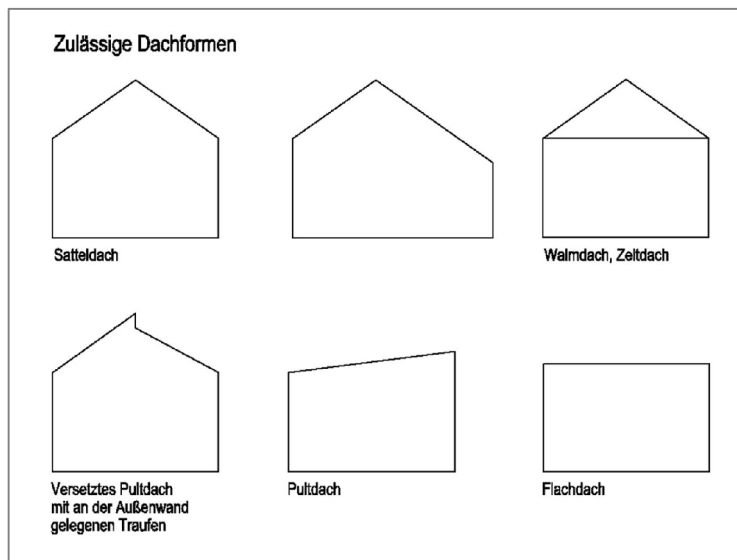 Zulässige Dachformen
Satteldach
Walmdach, Zeltdach
Versetztes Pultdach
mit an der Außenwand
gelegenen Traufen
Pultdach
Flachdach